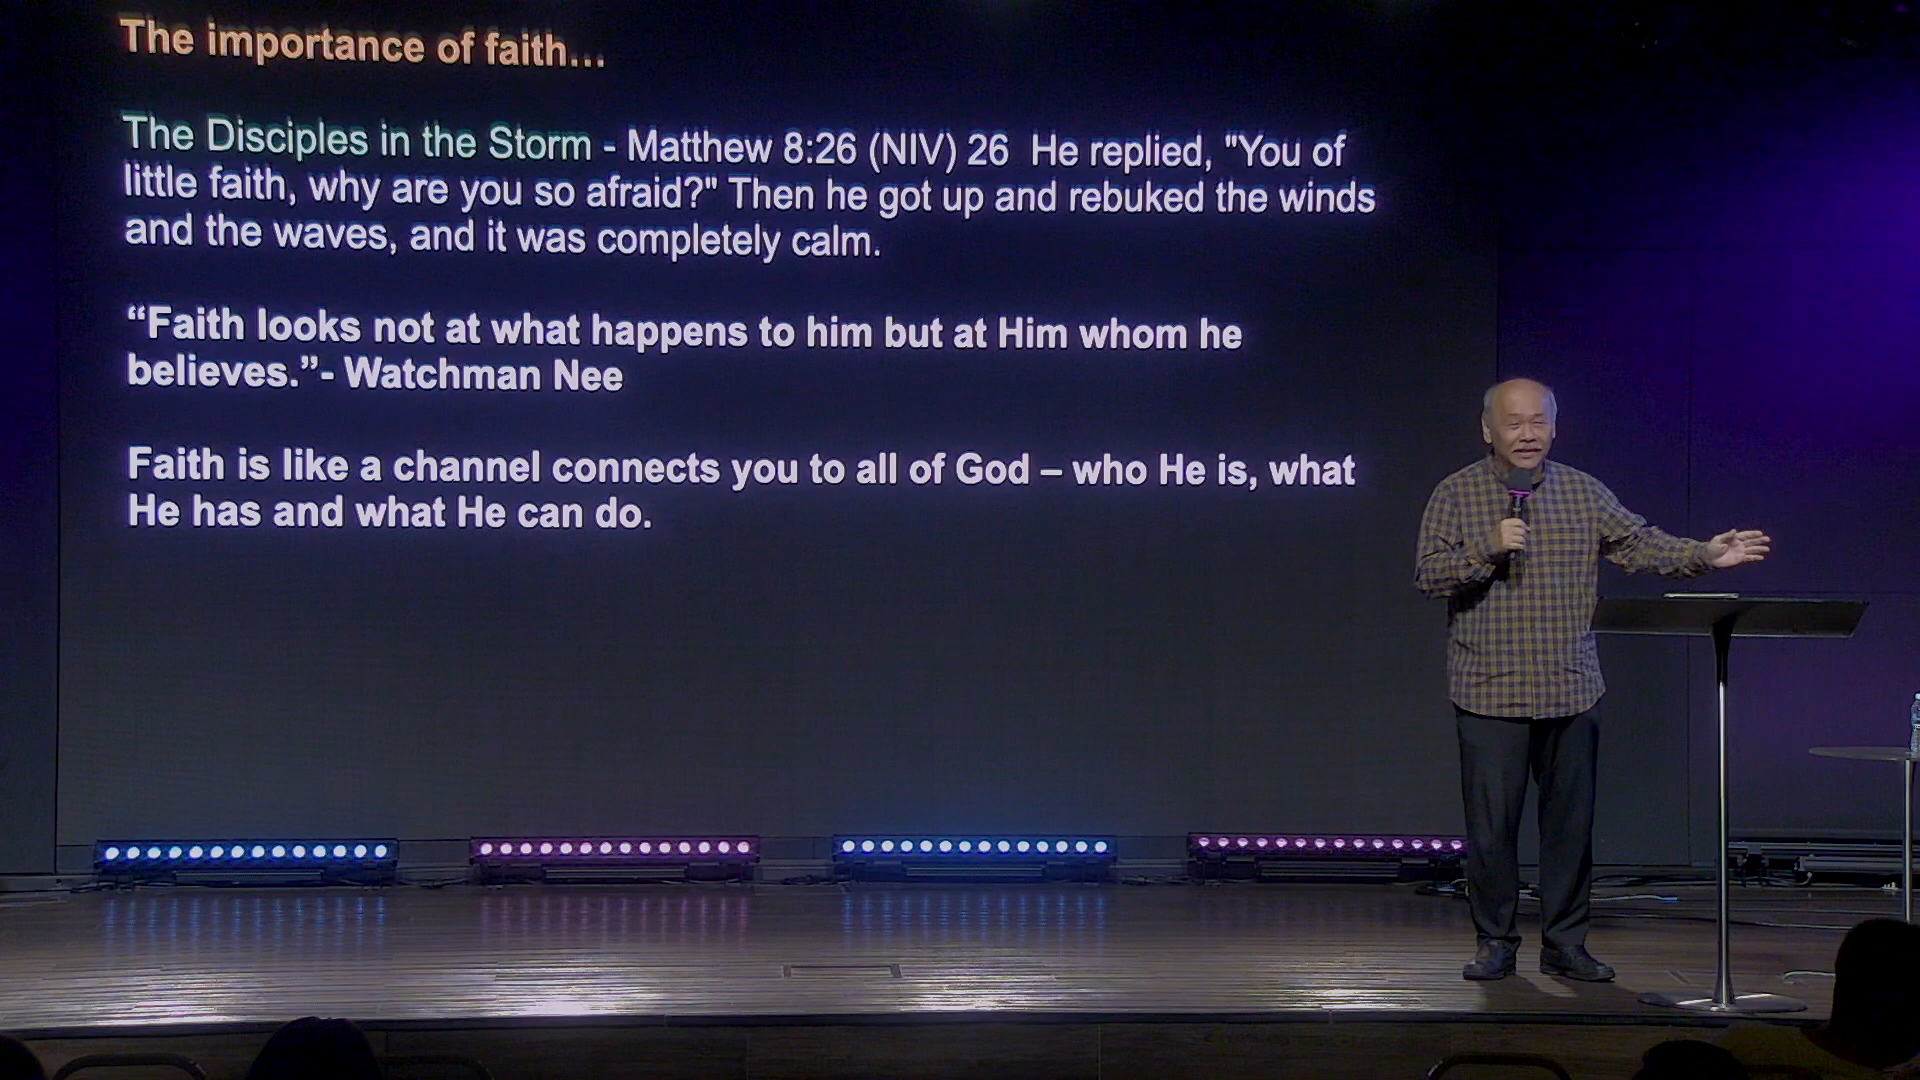 The importance of faith...
The Disciples in the Storm - Matthew 8:26 (NIV) 26  He replied, "You of
little faith, why are you so afraid?" Then he got up and rebuked the winds
and the waves, and it was completely calm.
“Faith looks not at what happens to him but at Him whom he
believes.”- Watchman Nee
Faith is like a channel connects you to all of God – who He is, what
He has and what He can do.